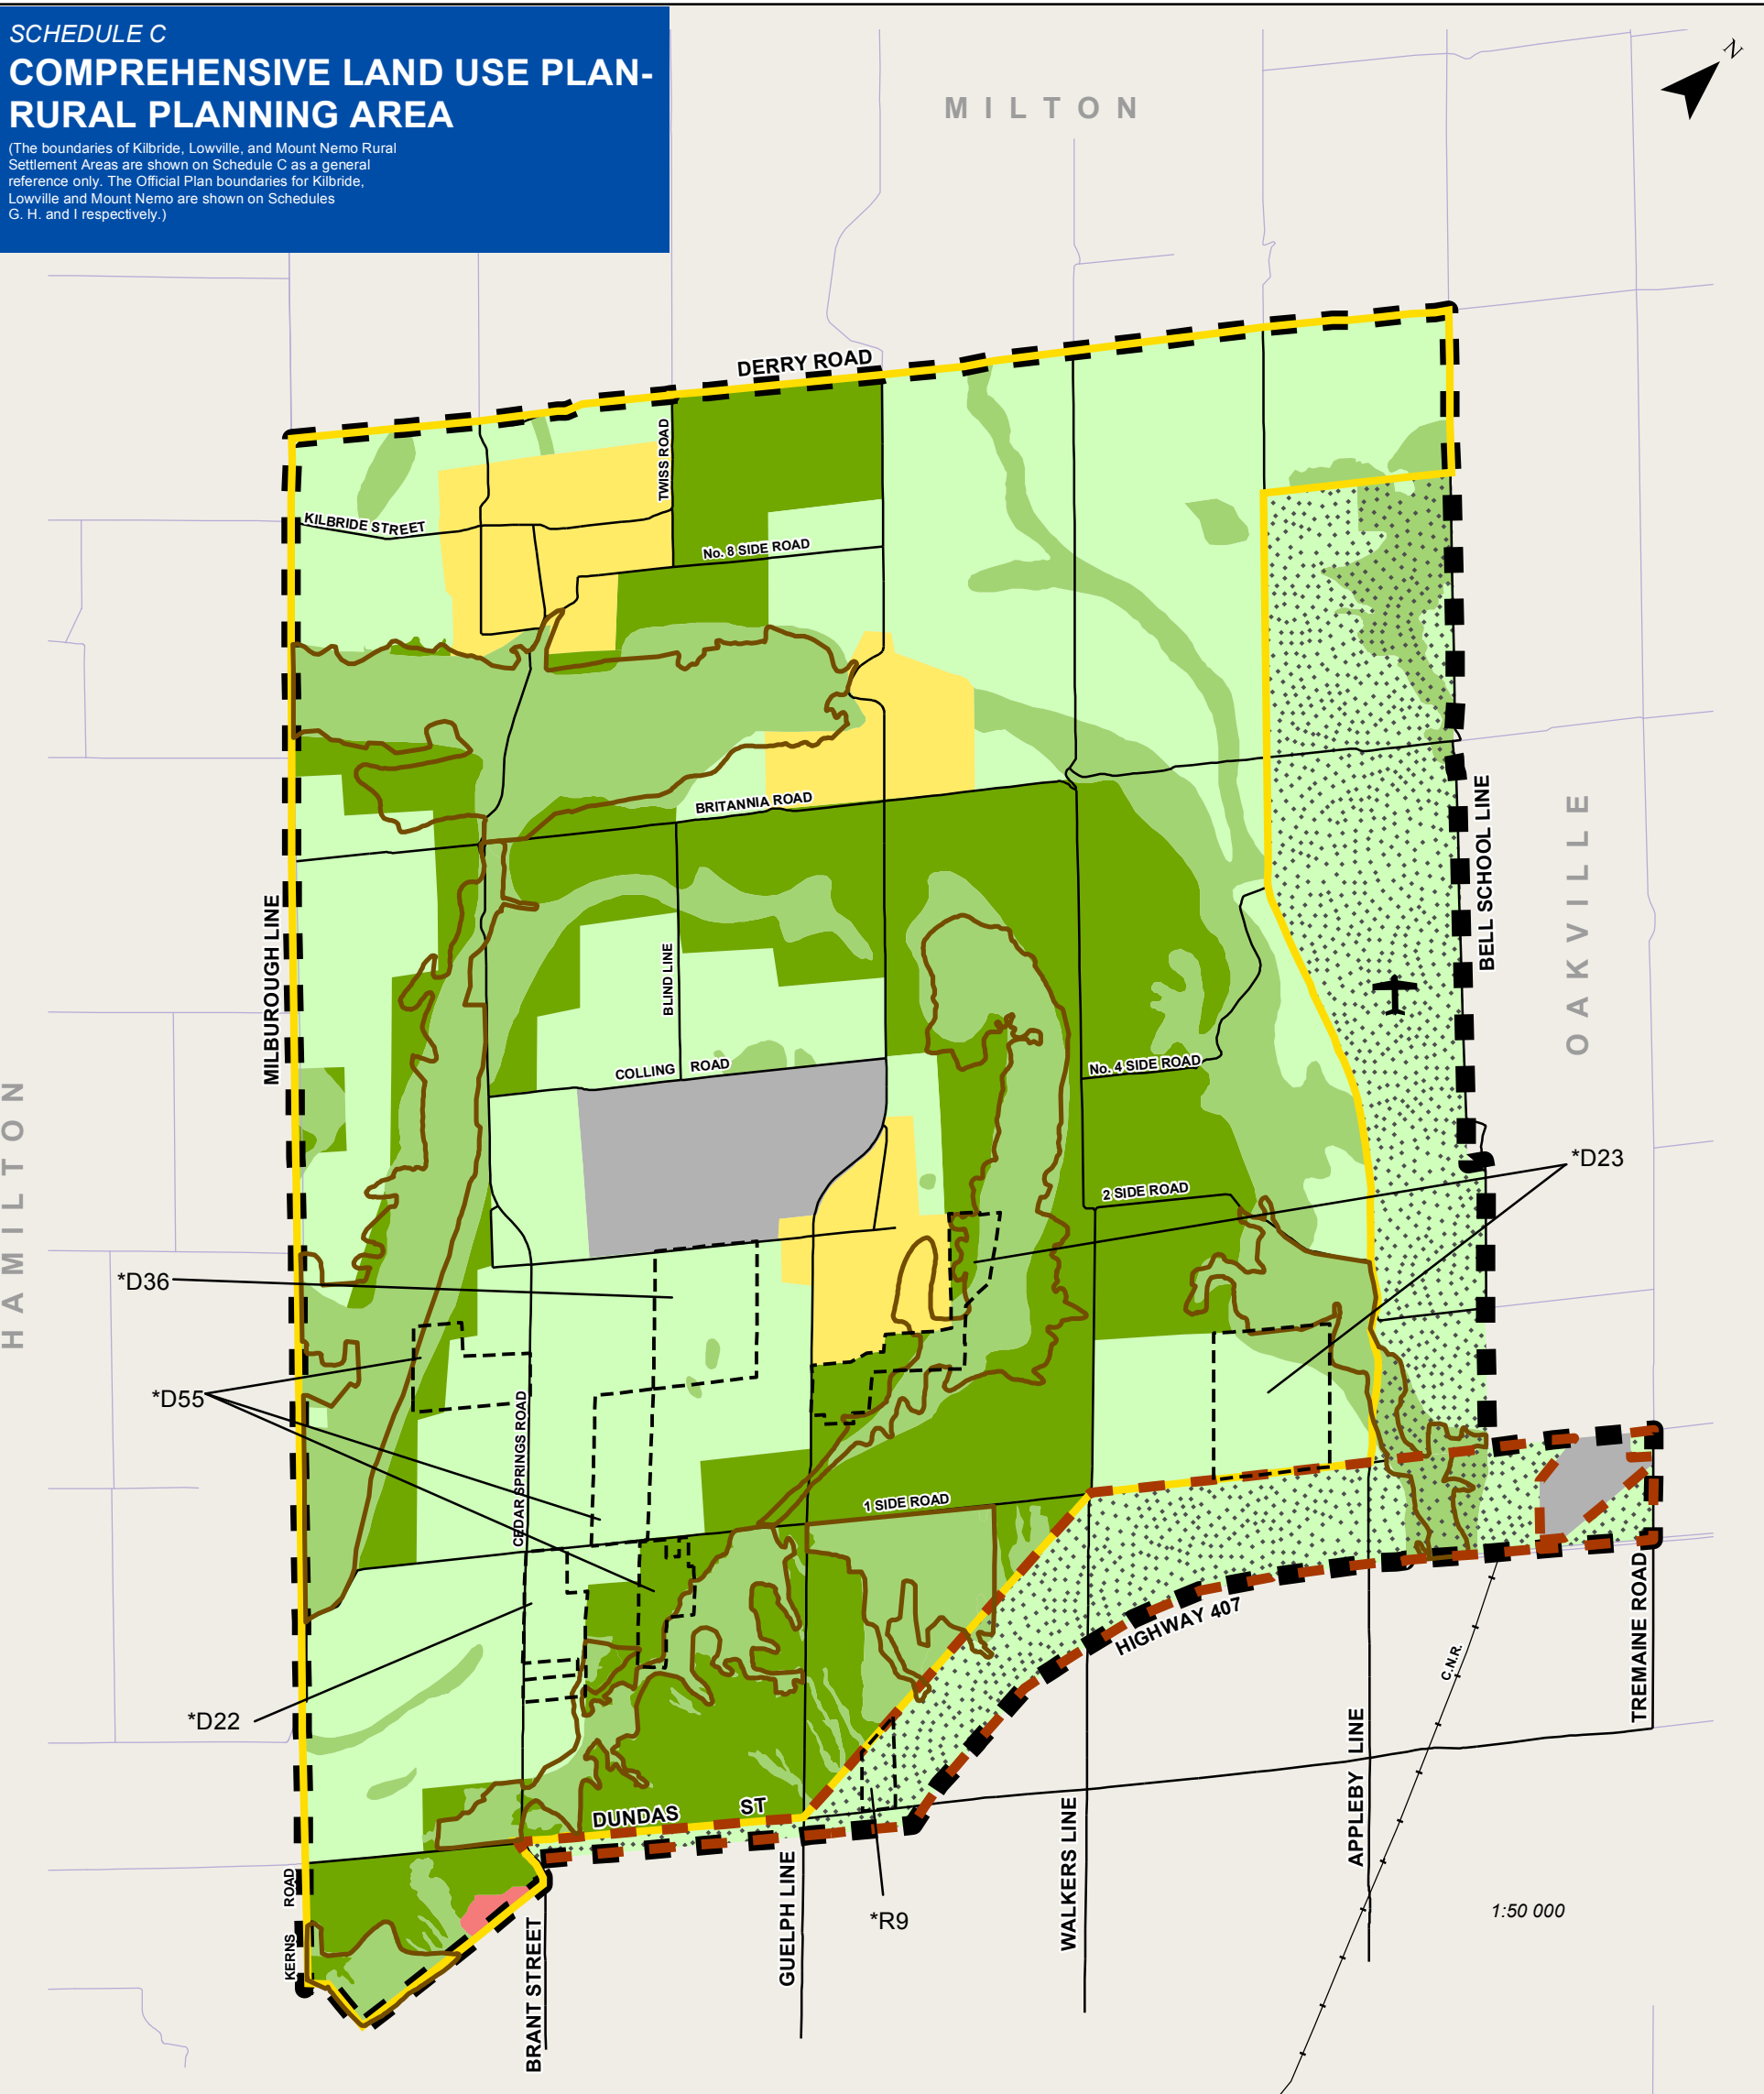 SCHEDULE C
COMPREHENSIVE LAND USE PLAN-
RURAL PLANNING AREA
(The boundaries of Kilbride, Lowville, and Mount Nemo Rural
Settlement Areas are shown on Schedule C as a general
reference only. The Official Plan boundaries for Kilbride,
Lowville and Mount Nemo are shown on Schedules
G. H. and I respectively.)
N
MILTON
DERRY ROAD
TWISS ROAD
KILBRIDE STREET
No. 8 SIDE ROAD
BRITANNIA ROAD
BELL SCHOOL LINE
OAKVILLE
MILBOROUGH LINE
BLIND LINE
COLLING ROAD
No. 4 SIDE ROAD
HAMILTON
*D23
2 SIDE ROAD
*D36
*D55
CEDAR SPRINGS ROAD
1 SIDE ROAD
HIGHWAY 407
TREMAINE ROAD
C.N.R.
*D22
DUNDAS ST
APPLEBY LINE
WALKERS LINE
GUELPH LINE
KERNS ROAD
BRANT STREET
*R9
1:50 000